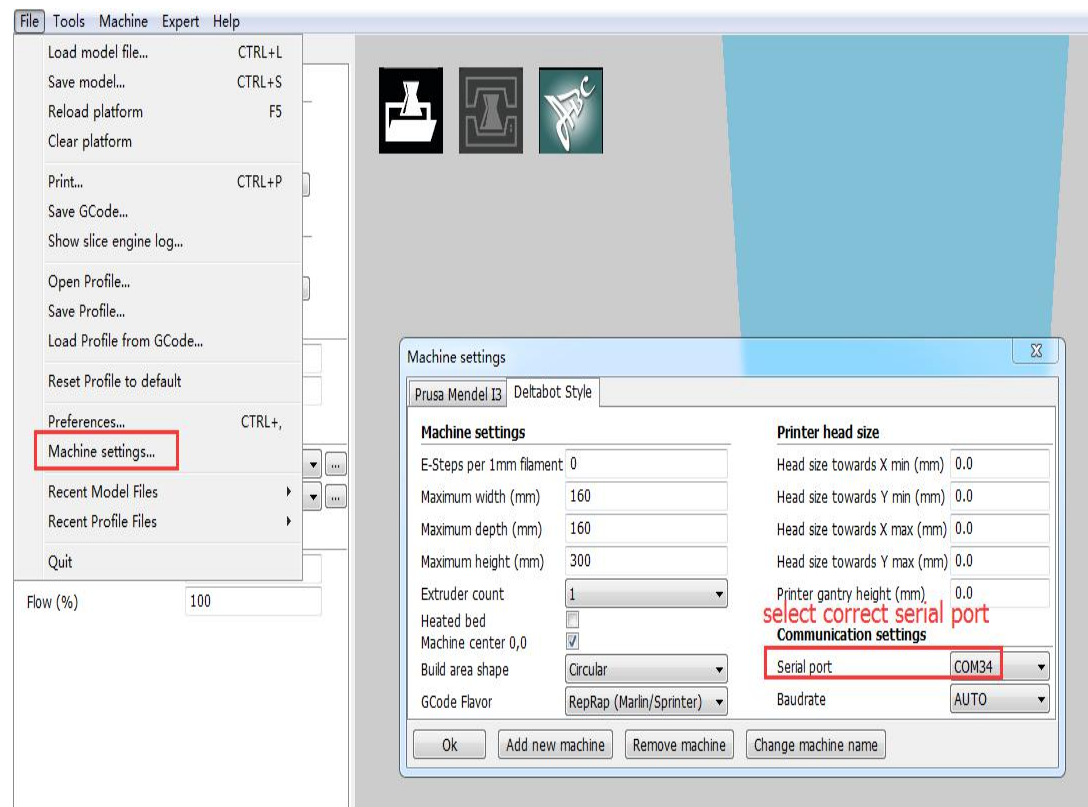 File Tools Machine Expert Help
Load model file... CTRL+L
Save model... CTRL+S
Reload platform F5
Clear platform
Print... CTRL+P
Save GCode...
Show slice engine log...
Open Profile...
Save Profile...
Load Profile from GCode...
Reset Profile to default
Preferences... CTRL+,
Machine settings...
Recent Model Files
Recent Profile Files
Quit
Flow (%) 100
ABC
Machine settings
Prusa Mendel I3 Deltabot Style
Machine settings
E-Steps per 1mm filament 0
Maximum width (mm) 160
Maximum depth (mm) 160
Maximum height (mm) 300
Extruder count 1
Heated bed
Machine center 0,0
Build area shape Circular
GCode Flavor RepRap (Marlin/Sprinter)
Printer head size
Head size towards X min (mm) 0.0
Head size towards Y min (mm) 0.0
Head size towards X max (mm) 0.0
Head size towards Y max (mm) 0.0
Printer gantry height (mm) 0.0
select correct serial port
Communication settings
Serial port COM34
Baudrate AUTO
Ok Add new machine Remove machine Change machine name